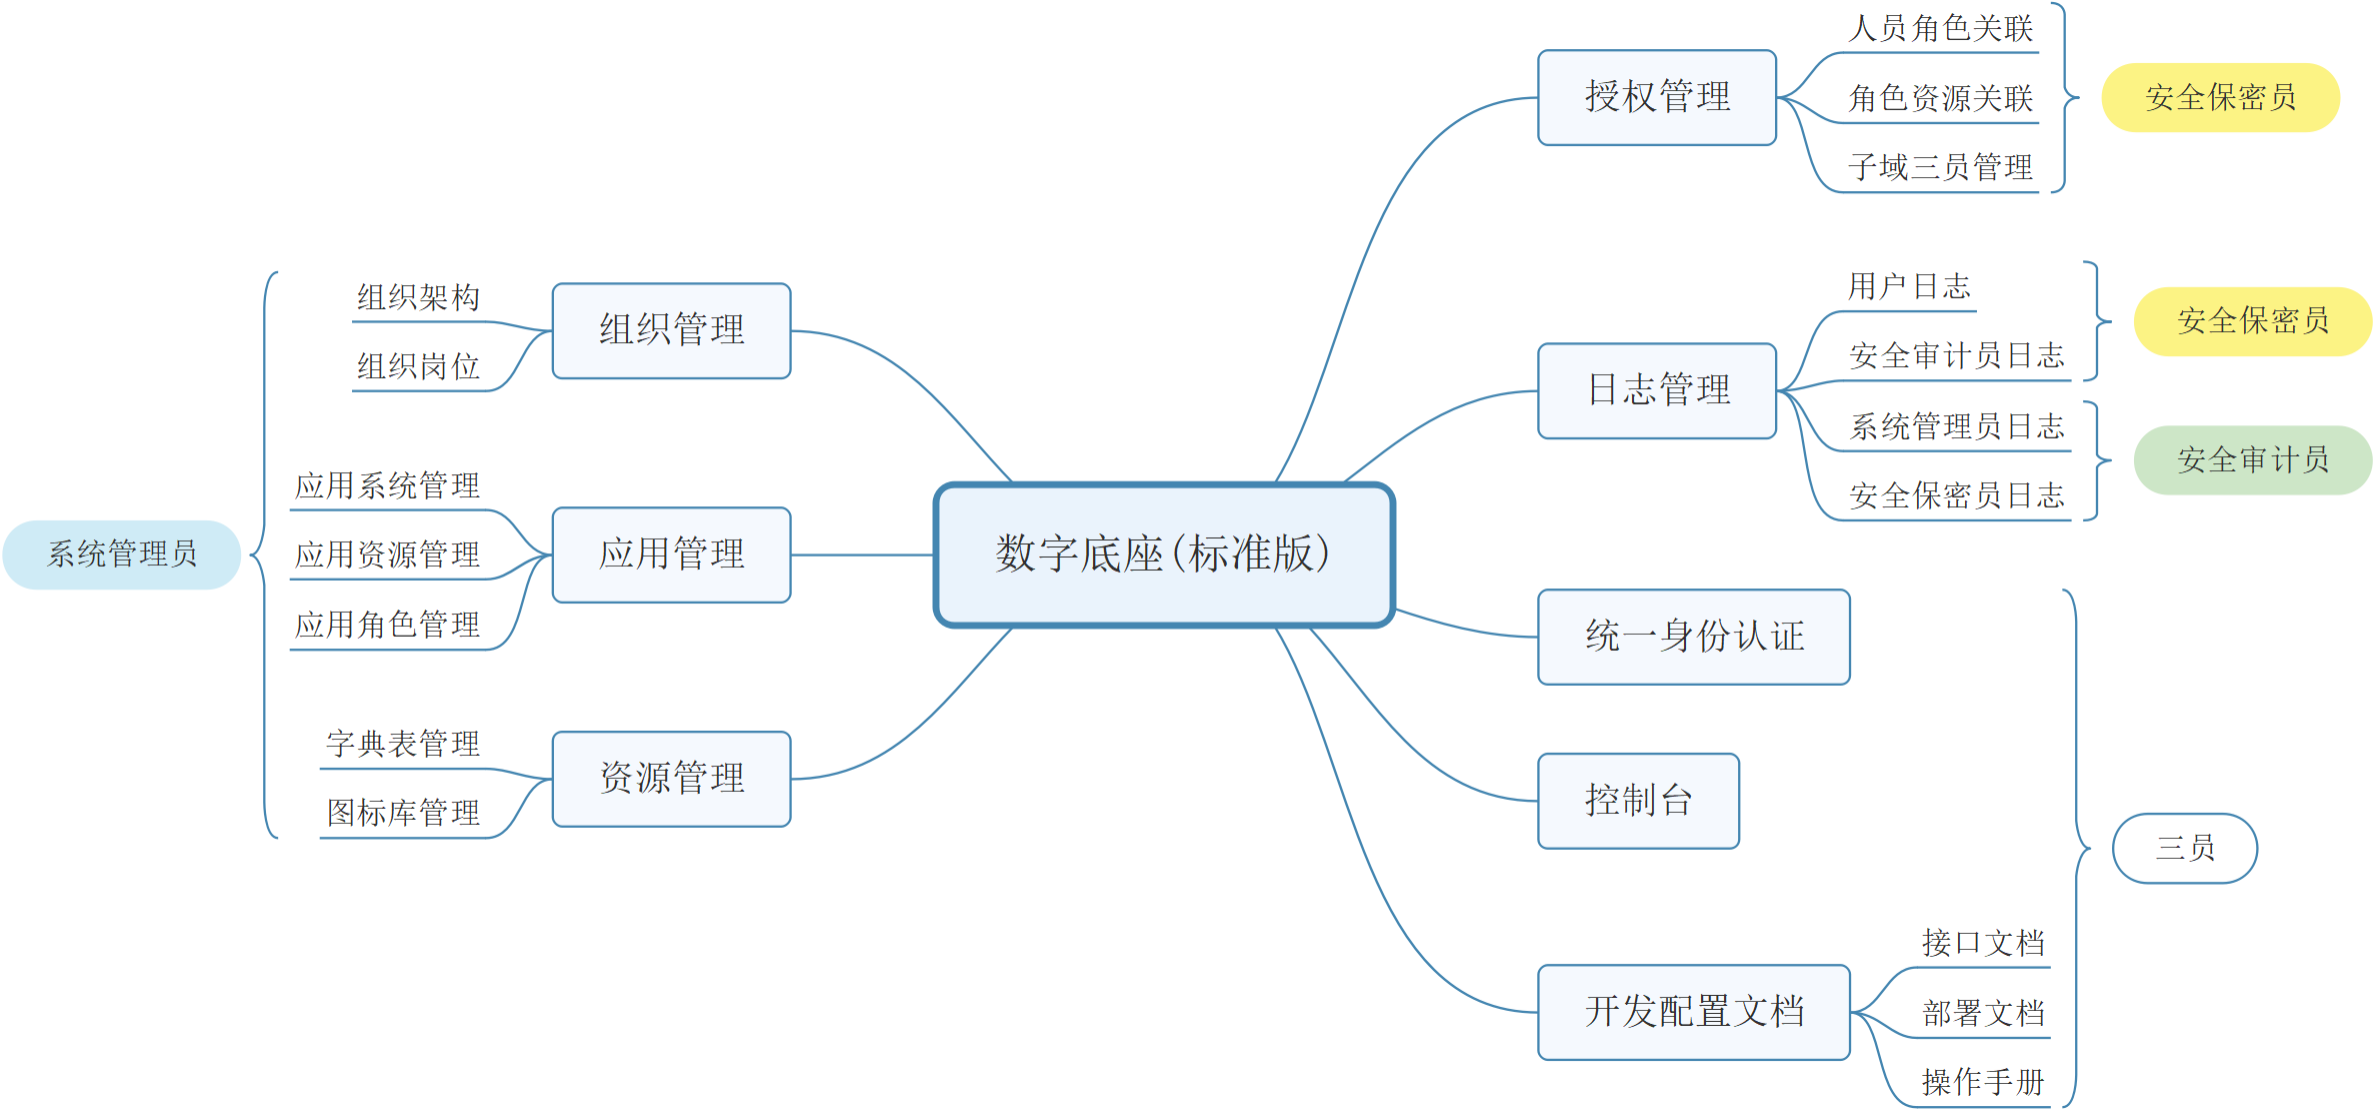 数字底座(标准版)
授权管理
人员角色关联
角色资源关联
子域三员管理
安全保密员
日志管理
用户日志
安全审计员日志
安全保密员
系统管理员日志
安全保密员日志
安全审计员
统一身份认证
控制台
开发配置文档
接口文档
部署文档
操作手册
三员
组织管理
组织架构
组织岗位
应用管理
应用系统管理
应用资源管理
应用角色管理
资源管理
字典表管理
图标库管理
系统管理员